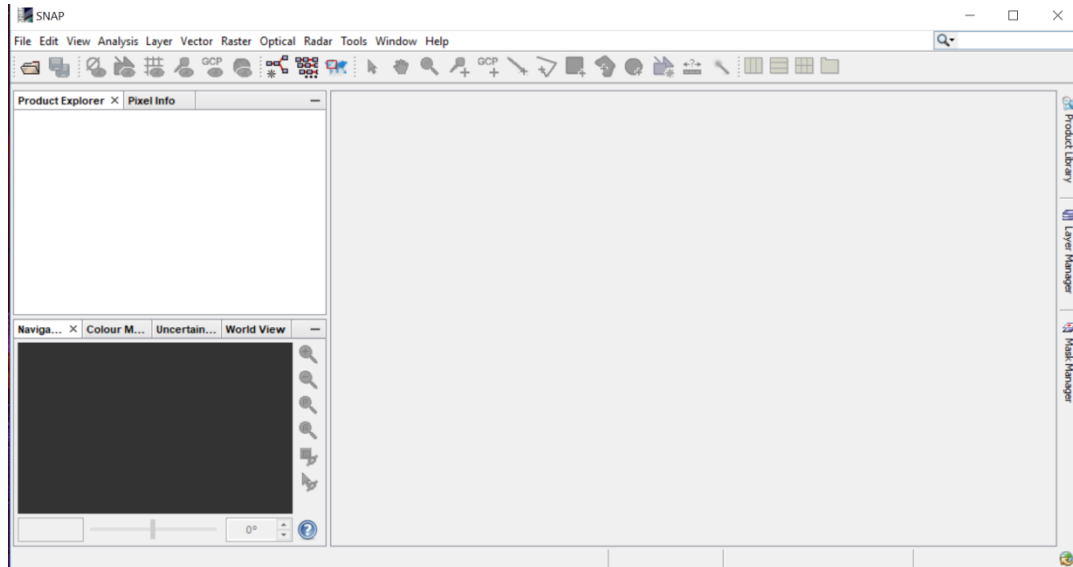 SNAP
File Edit View Analysis Layer Vector Raster Optical Radar Tools Window Help
GCP GCP
Product Explorer Pixel Info
Product Library
Layer Manager
Mask Manager
Naviga... Colour M... Uncertain... World View
0°